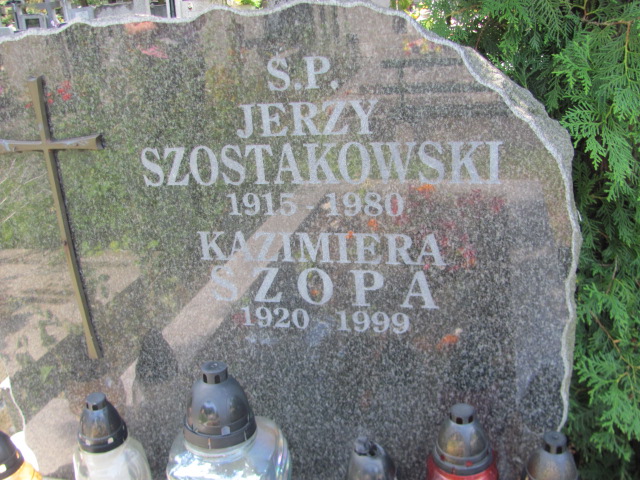 Ś.P.
JERZY
SZOSTAKOWSKI
1915 - 1980
KAZIMIERA
SZOPA
1920 - 1999